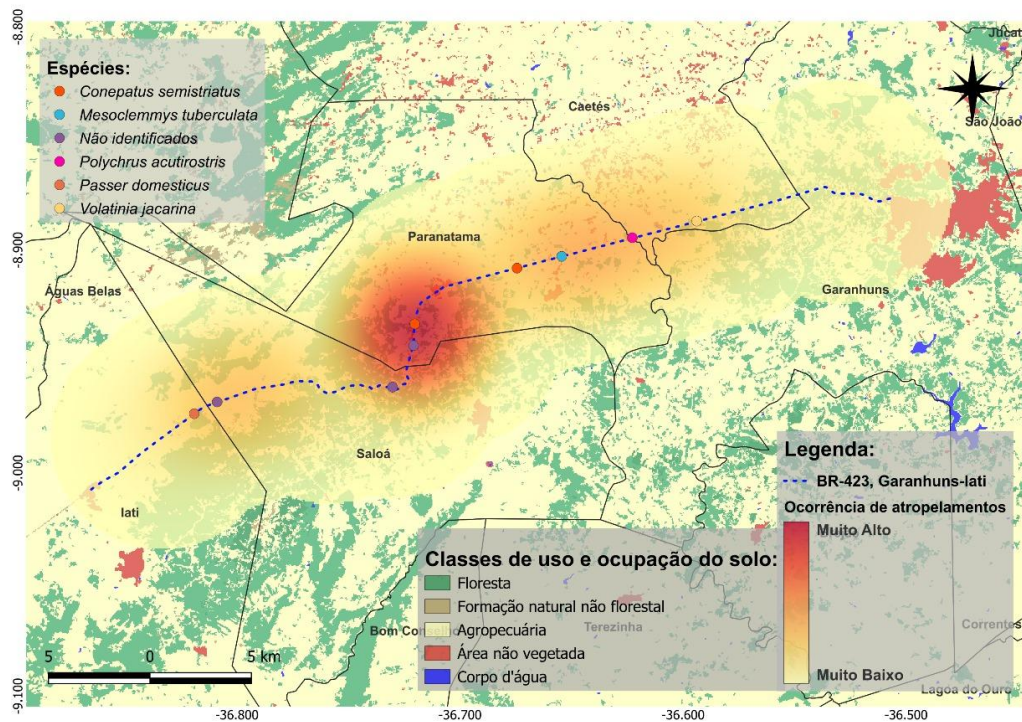 -8.800
Jucat
Espécies:
Conepatus semistriatus
Mesoclemmys tuberculata
Não identificados
Polychrus acutirostris
Passer domesticus
Volatinia jacarina
Caetés
São João
-8.900
Paranatama
Águas Belas
Garanhuns
Saloá
-9.000
Iati
Legenda:
BR-423, Garanhuns-Iati
Ocorrência de atropelamentos
Muito Alto
Muito Baixo
Classes de uso e ocupação do solo:
Floresta
Formação natural não florestal
Agropecuária
Área não vegetada
Corpo d'água
Bom Conselho
Terezinha
Correntes
Lagoa do Ouro
5 0 5 km
-9.100
-36.800 -36.700 -36.600 -36.500